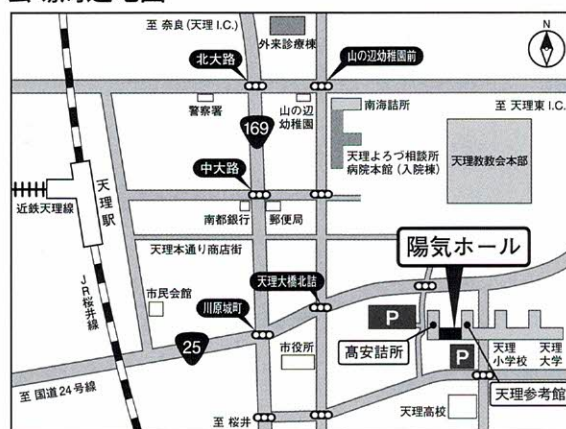 至 奈良(天理 I.C.)
外来診療棟
N
北大路
山の辺幼稚園前
警察署
山の辺
幼稚園
南海詰所
至 天理東 I.C.
169
天理よろづ相談所
病院本館(入院棟)
天理教教会本部
中大路
天理駅
近鉄天理線
南都銀行
郵便局
天理本通り商店街
陽気ホール
市民会館
天理大橋北詰
川原城町
JR桜井線
P
25
市役所
髙安詰所
P
天理
小学校
天理
大学
至 国道24号線
天理参考館
天理高校
至 桜井